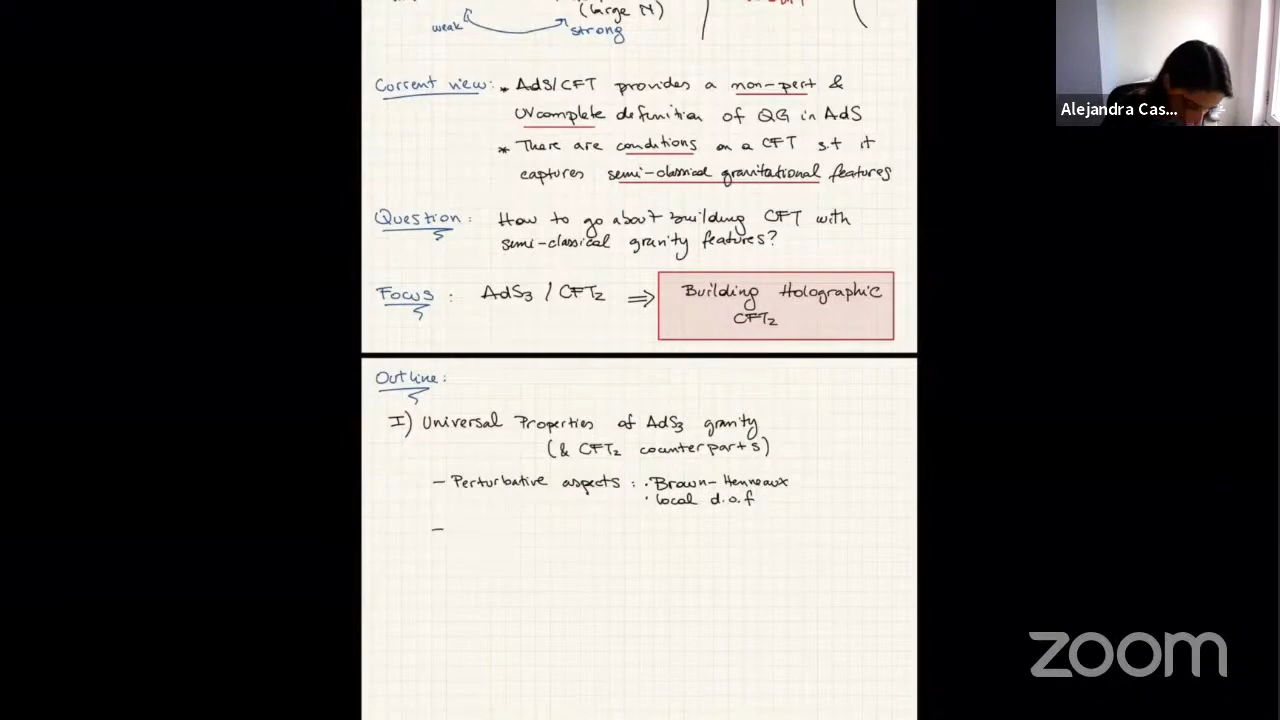 (large N)
weak
strong
Alejandra Cas...
Current view: * AdS/CFT provides a non-pert &
UV complete definition of QG in AdS
* There are conditions on a CFT s.t it
captures semi-classical gravitational features
Question: How to go about building CFT with
semi-classical gravity features?
Focus: AdS₃ / CFT₂ ⇒ Building Holographic
CFT₂
Outline:
I) Universal Properties of AdS₃ gravity
(& CFT₂ counterparts)
- Perturbative aspects: · Brown-Henneaux
· local d.o.f
-
zoom